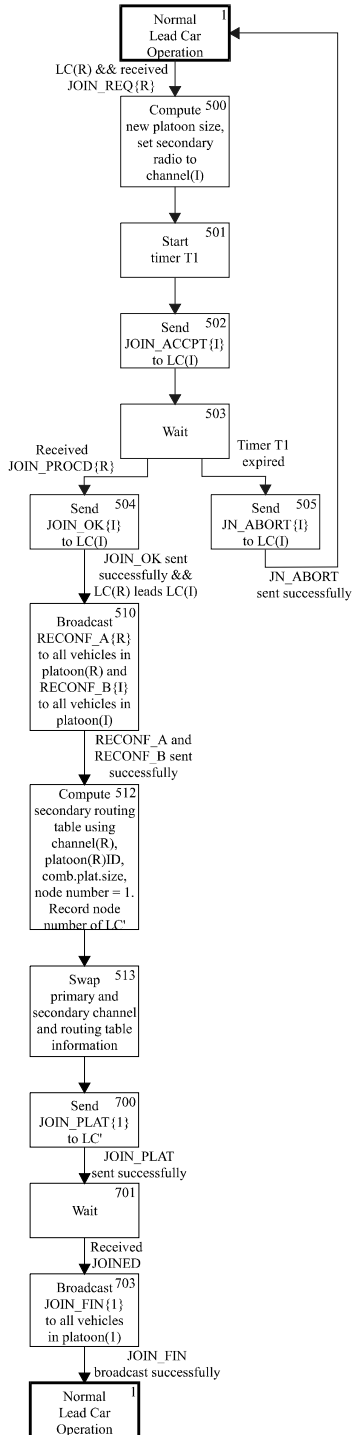 Normal 1
Lead Car
Operation
LC(R) && received
JOIN_REQ{R}
Compute 500
new platoon size,
set secondary
radio to
channel(I)
Start 501
timer T1
Send 502
JOIN_ACCPT{I}
to LC(I)
503
Wait
Received
JOIN_PROCD{R}
Timer T1
expired
Send 504
JOIN_OK{I}
to LC(I)
Send 505
JN_ABORT{I}
to LC(I)
JOIN_OK sent
successfully &&
LC(R) leads LC(I)
JN_ABORT
sent successfully
Broadcast 510
RECONF_A{R}
to all vehicles in
platoon(R) and
RECONF_B{I}
to all vehicles in
platoon(I)
RECONF_A and
RECONF_B sent
successfully
Compute 512
secondary routing
table using
channel(R),
platoon(R)ID,
comb.plat.size,
node number = 1.
Record node
number of LC'
Swap 513
primary and
secondary channel
and routing table
information
Send 700
JOIN_PLAT{1}
to LC'
JOIN_PLAT
sent successfully
701
Wait
Received
JOINED
Broadcast 703
JOIN_FIN{1}
to all vehicles
in platoon(1)
JOIN_FIN
broadcast successfully
Normal 1
Lead Car
Operation